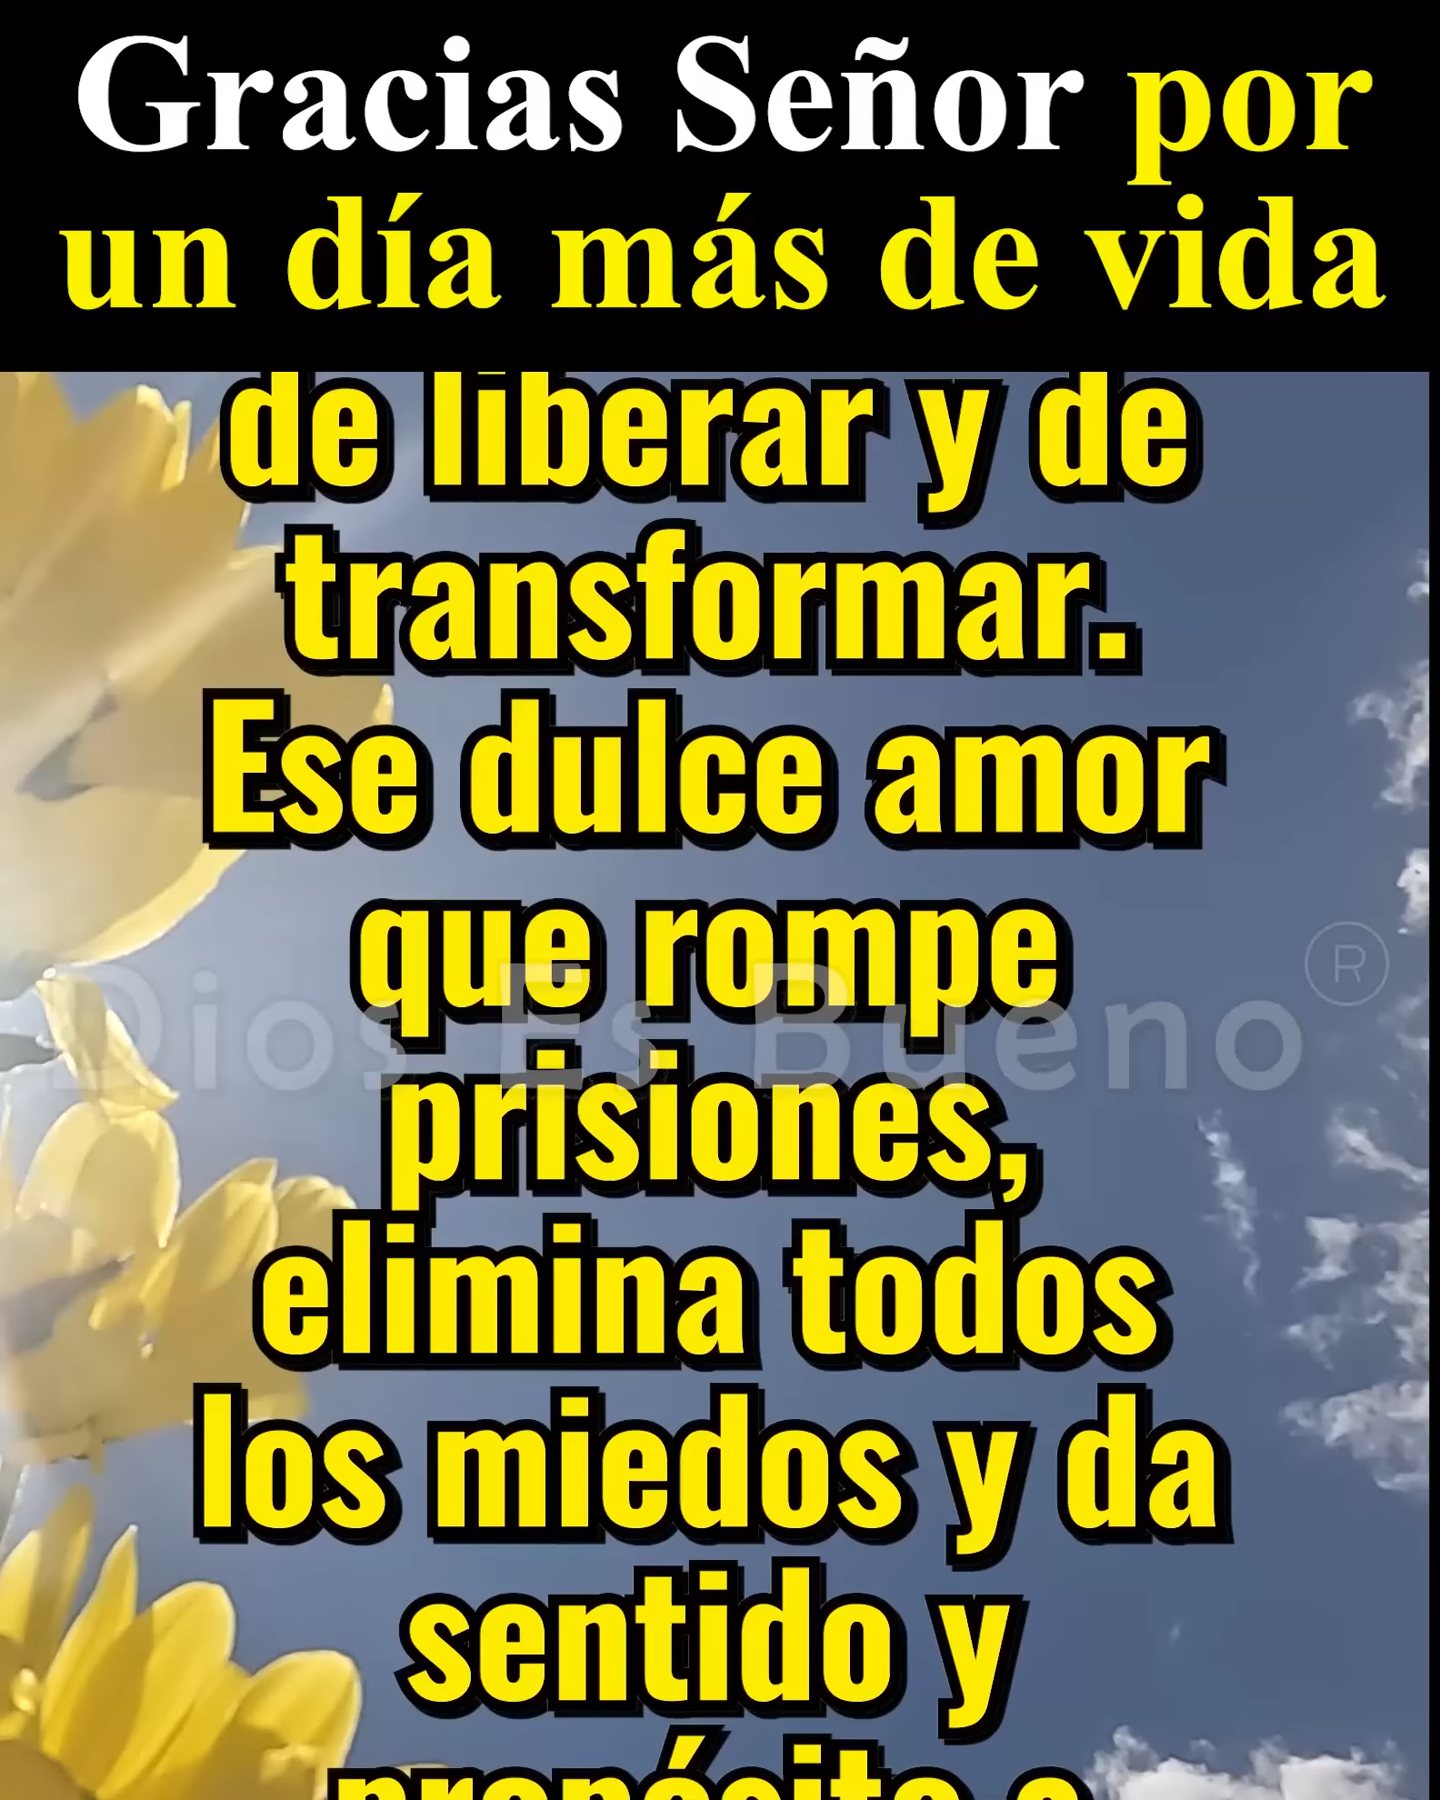 Gracias Señor por
un día más de vida
de liberar y de
transformar.
Ese dulce amor
que rompe
Dios Es Bueno ®
prisiones,
elimina todos
los miedos y da
sentido y
propósito a